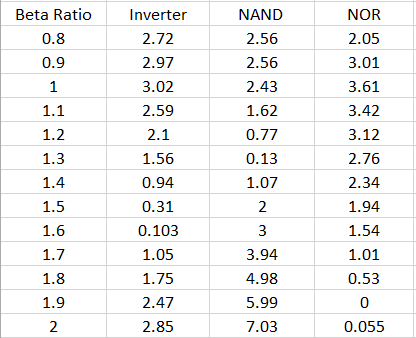 Beta Ratio Inverter NAND NOR
0.8 2.72 2.56 2.05
0.9 2.97 2.56 3.01
1 3.02 2.43 3.61
1.1 2.59 1.62 3.42
1.2 2.1 0.77 3.12
1.3 1.56 0.13 2.76
1.4 0.94 1.07 2.34
1.5 0.31 2 1.94
1.6 0.103 3 1.54
1.7 1.05 3.94 1.01
1.8 1.75 4.98 0.53
1.9 2.47 5.99 0
2 2.85 7.03 0.055